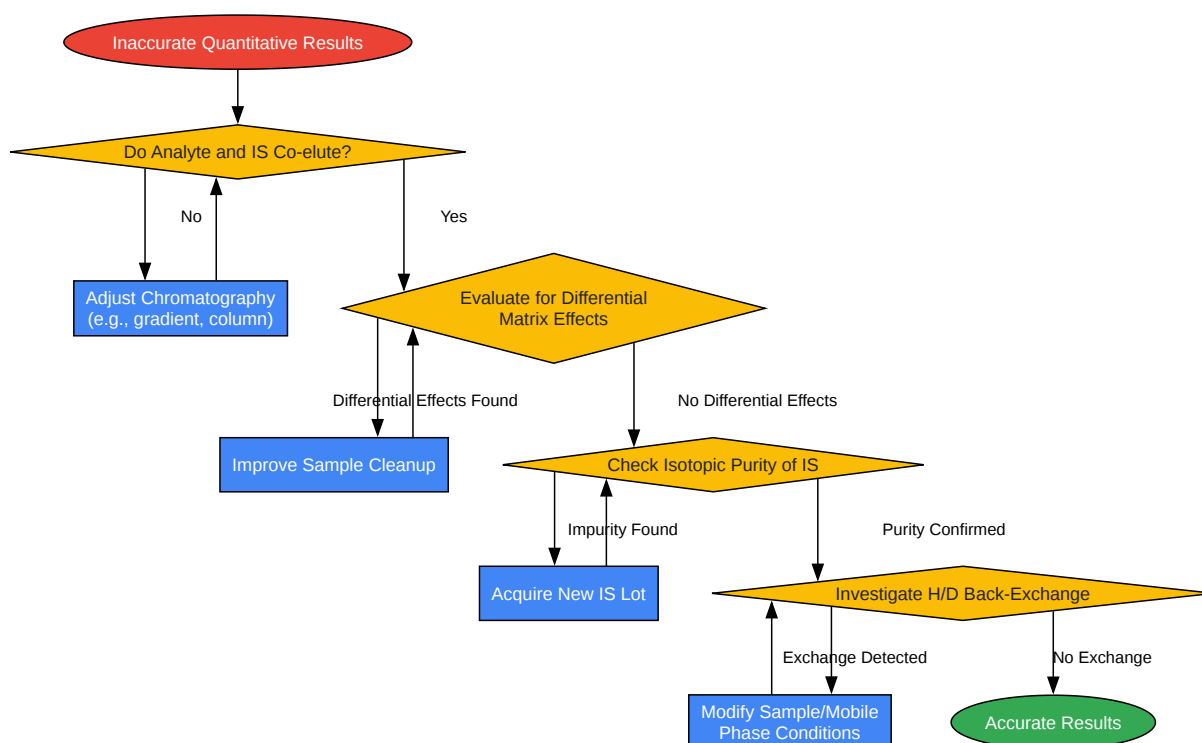 Inaccurate Quantitative Results
Do Analyte and IS Co-elute?
No
Yes
Adjust Chromatography
(e.g., gradient, column)
Evaluate for Differential
Matrix Effects
Differential Effects Found
No Differential Effects
Improve Sample Cleanup
Check Isotopic Purity of IS
Impurity Found
Purity Confirmed
Acquire New IS Lot
Investigate H/D Back-Exchange
Exchange Detected
No Exchange
Modify Sample/Mobile
Phase Conditions
Accurate Results